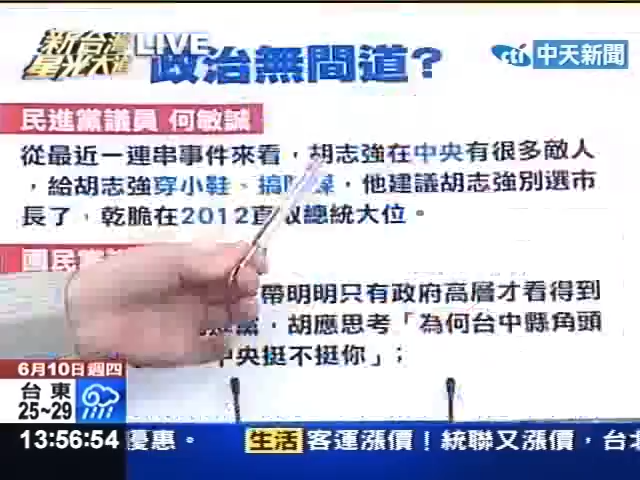 新台灣
星光大道
LIVE
政治無間道?
cti 中天新聞
民進黨議員 何敏誠
從最近一連串事件來看，胡志強在中央有很多敵人
，給胡志強穿小鞋、搞
，他建議胡志強別選市
長了，乾脆在2012直 總統大位。
國民黨
帶明明只有政府高層才看得到
，胡應思考「為何台中縣角頭
中央挺不挺你」；
6月10日週四
台東
25~29
13:56:54
優惠。
生活 客運漲價！統聯又漲價，台北